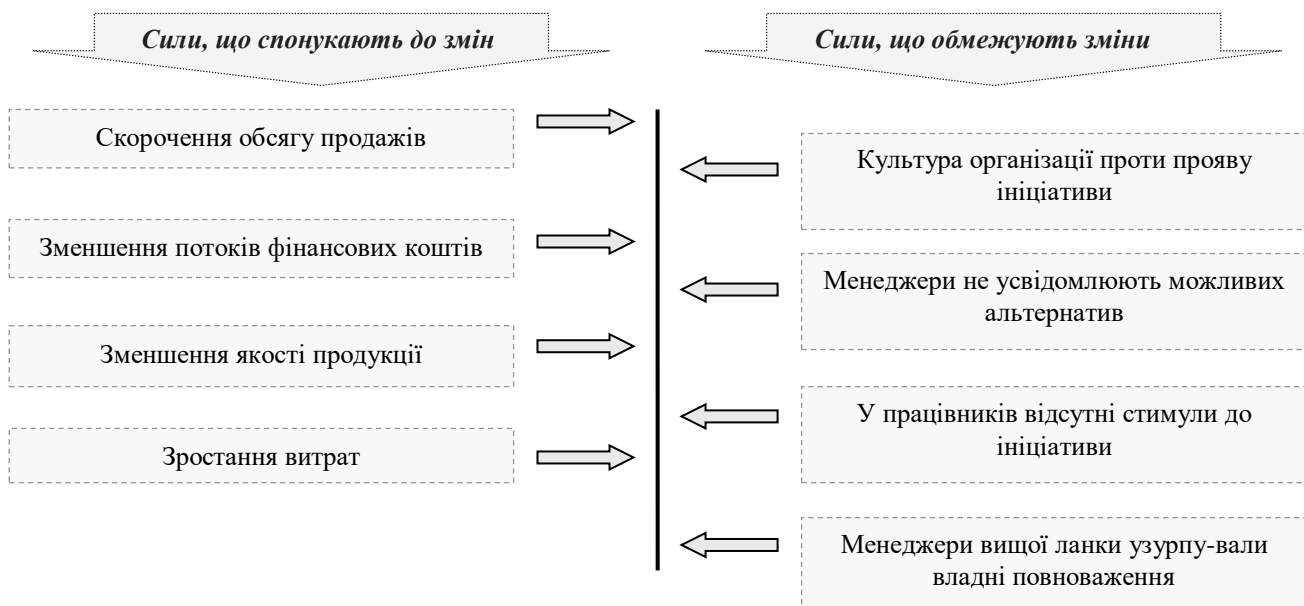 Сили, що спонукають до змін
Сили, що обмежують зміни
Скорочення обсягу продажів
Зменшення потоків фінансових коштів
Зменшення якості продукції
Зростання витрат
Культура організації проти прояву
ініціативи
Менеджери не усвідомлюють можливих
альтернатив
У працівників відсутні стимули до
ініціативи
Менеджери вищої ланки узурпу-вали
владні повноваження